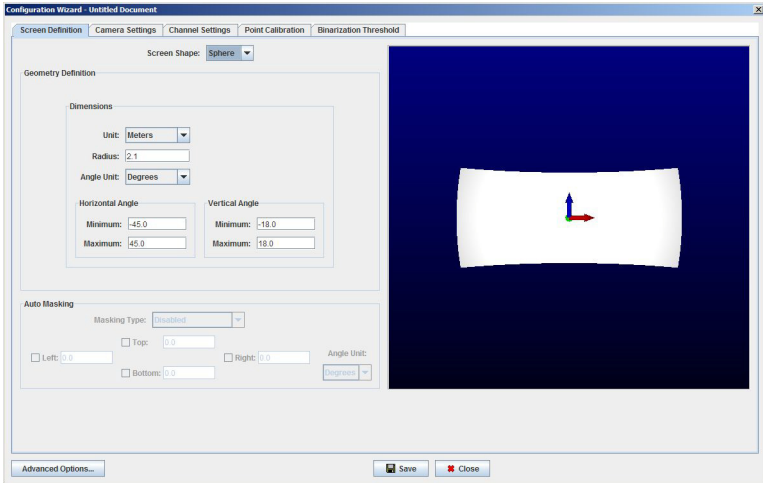 Configuration Wizard - Untitled Document
Screen Definition Camera Settings Channel Settings Point Calibration Binarization Threshold
Screen Shape: Sphere
Geometry Definition
Dimensions
Unit: Meters
Radius: 2.1
Angle Unit: Degrees
Horizontal Angle Vertical Angle
Minimum: -45.0 Minimum: -18.0
Maximum: 45.0 Maximum: 18.0
Auto Masking
Masking Type: Disabled
Top: 0.0
Left: 0.0 Right: 0.0 Angle Unit:
Bottom: 0.0 Degrees
Advanced Options... Save Close